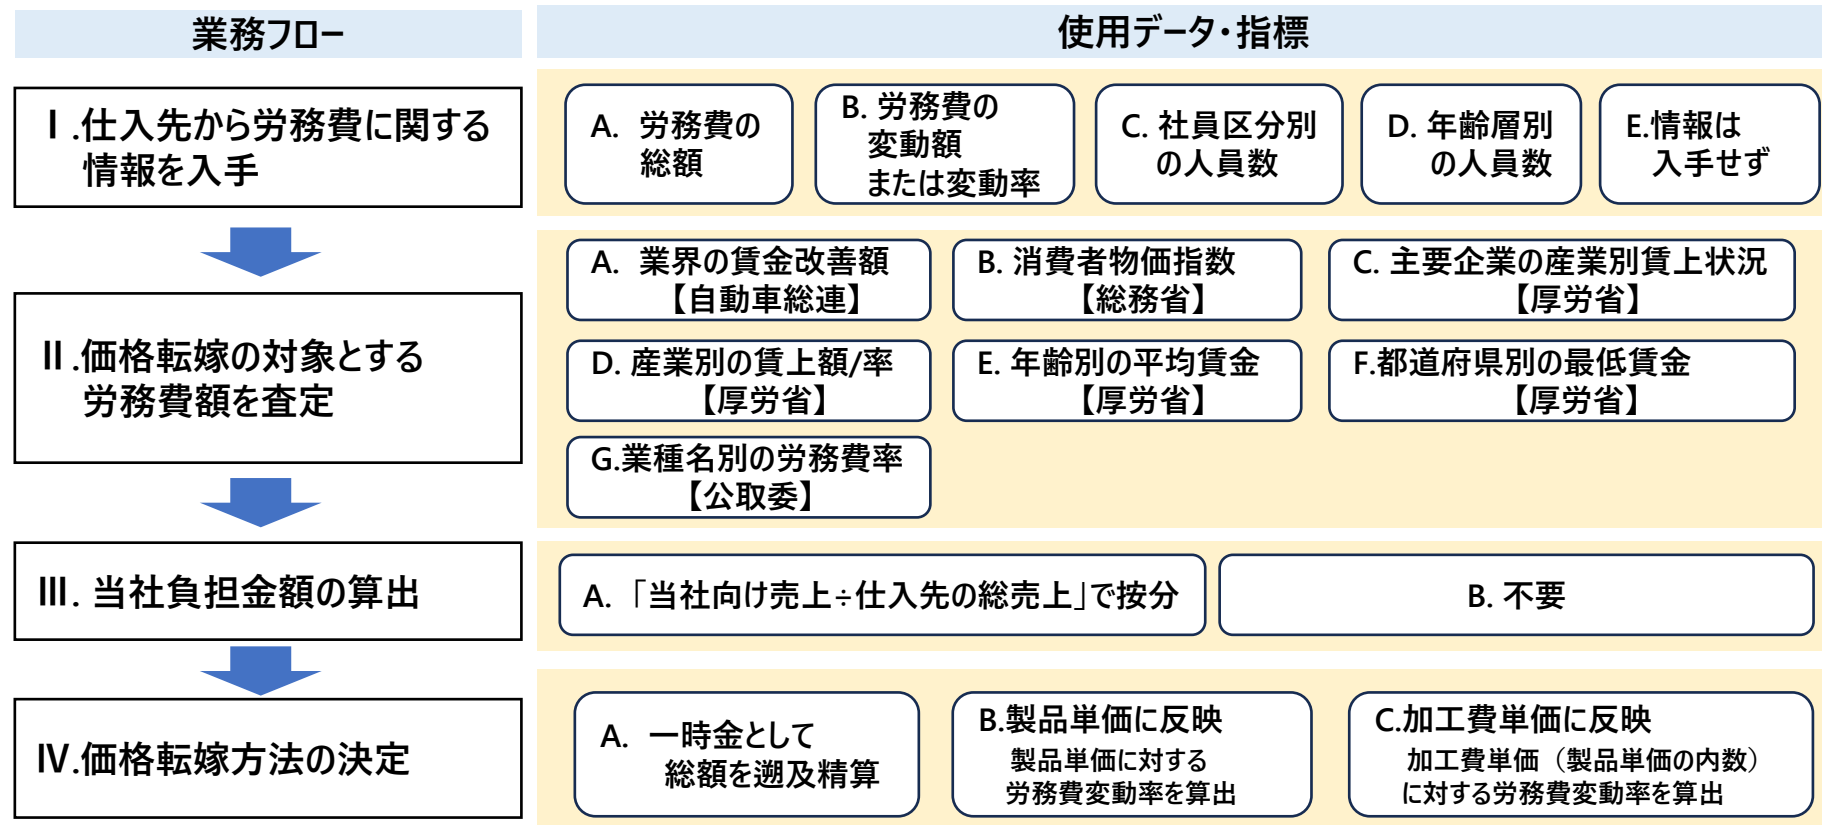 業務フロー
使用データ・指標
Ⅰ.仕入先から労務費に関する
情報を入手
A. 労務費の
総額
B. 労務費の
変動額
または変動率
C. 社員区分別
の人員数
D. 年齢層別
の人員数
E.情報は
入手せず
Ⅱ.価格転嫁の対象とする
労務費額を査定
A. 業界の賃金改善額
【自動車総連】
B. 消費者物価指数
【総務省】
C. 主要企業の産業別賃上状況
【厚労省】
D. 産業別の賃上額/率
【厚労省】
E. 年齢別の平均賃金
【厚労省】
F.都道府県別の最低賃金
【厚労省】
G.業種名別の労務費率
【公取委】
Ⅲ. 当社負担金額の算出
A. 「当社向け売上÷仕入先の総売上」で按分
B. 不要
Ⅳ.価格転嫁方法の決定
A. 一時金として
総額を遡及精算
B.製品単価に反映
製品単価に対する
労務費変動率を算出
C.加工費単価に反映
加工費単価（製品単価の内数）
に対する労務費変動率を算出